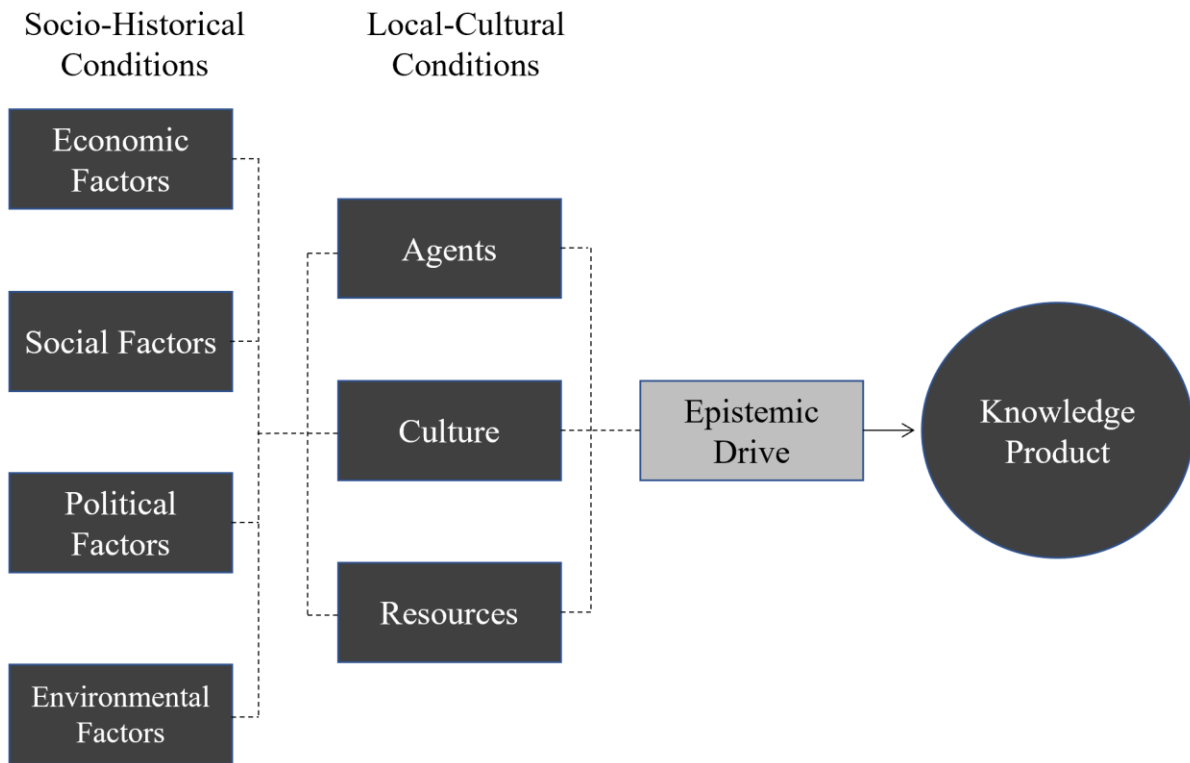 Socio-Historical
Conditions
Local-Cultural
Conditions
Economic
Factors
Social Factors
Political
Factors
Environmental
Factors
Agents
Culture
Resources
Epistemic
Drive
Knowledge
Product